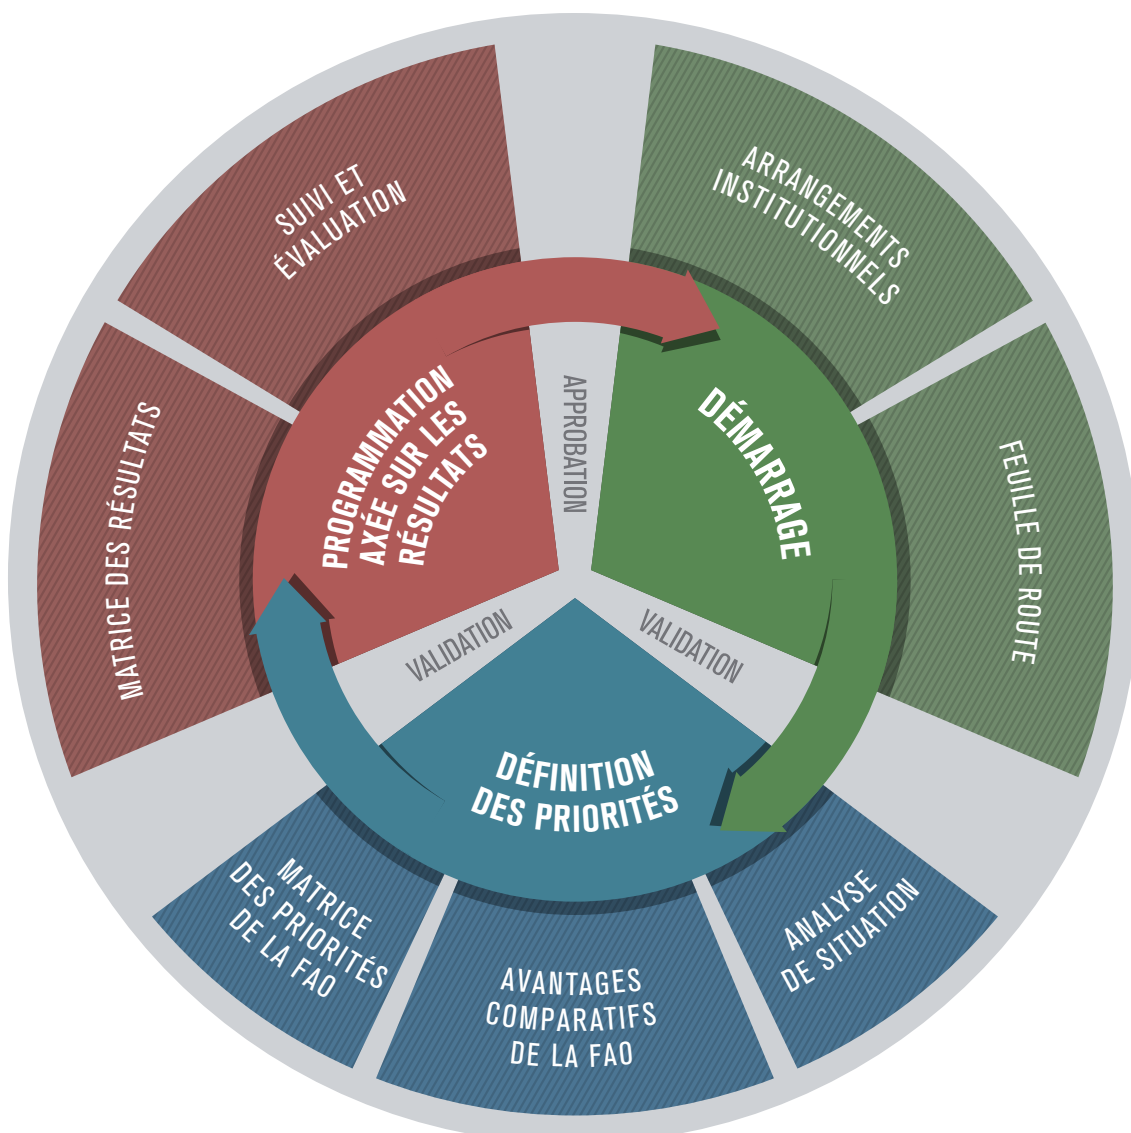 SUIVI ET
ÉVALUATION
ARRANGEMENTS
INSTITUTIONNELS
MATRICE DES RÉSULTATS
PROGRAMMATION
AXÉE SUR LES
RÉSULTATS
APPROBATION
DÉMARRAGE
FEUILLE DE ROUTE
VALIDATION
VALIDATION
DÉFINITION
DES PRIORITÉS
MATRICE
DES PRIORITÉS
DE LA FAO
AVANTAGES
COMPARATIFS
DE LA FAO
ANALYSE
DE SITUATION